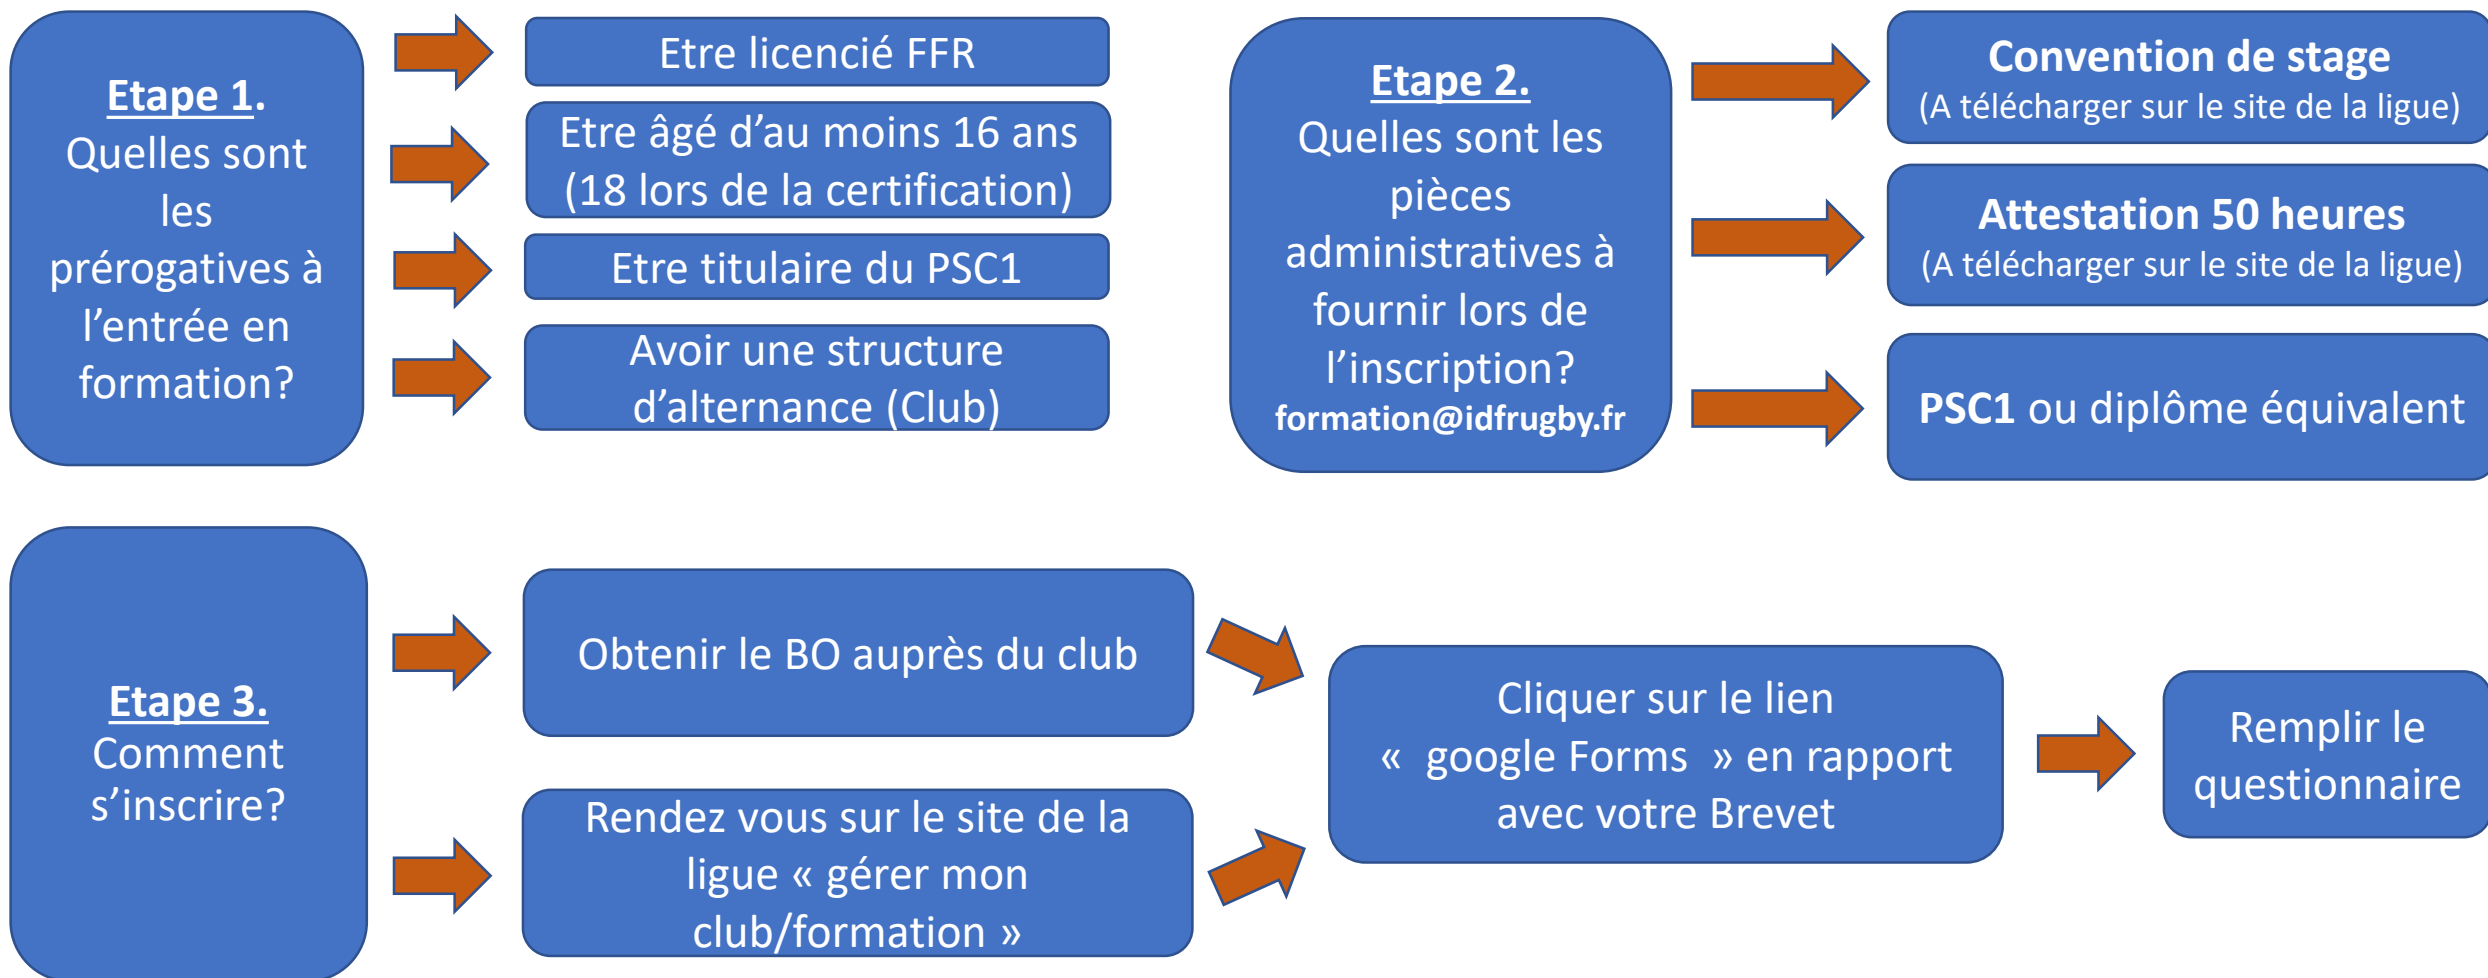 Etape 1.
Quelles sont
les
prérogatives à
l'entrée en
formation?
Etre licencié FFR
Etre âgé d'au moins 16 ans
(18 lors de la certification)
Etre titulaire du PSC1
Avoir une structure
d'alternance (Club)
Etape 2.
Quelles sont les
pièces
administratives à
fournir lors de
l'inscription?
formation@idfrugby.fr
Convention de stage
(A télécharger sur le site de la ligue)
Attestation 50 heures
(A télécharger sur le site de la ligue)
PSC1 ou diplôme équivalent
Etape 3.
Comment
s'inscrire?
Obtenir le BO auprès du club
Rendez vous sur le site de la
ligue « gérer mon
club/formation »
Cliquer sur le lien
«  google Forms  » en rapport
avec votre Brevet
Remplir le
questionnaire